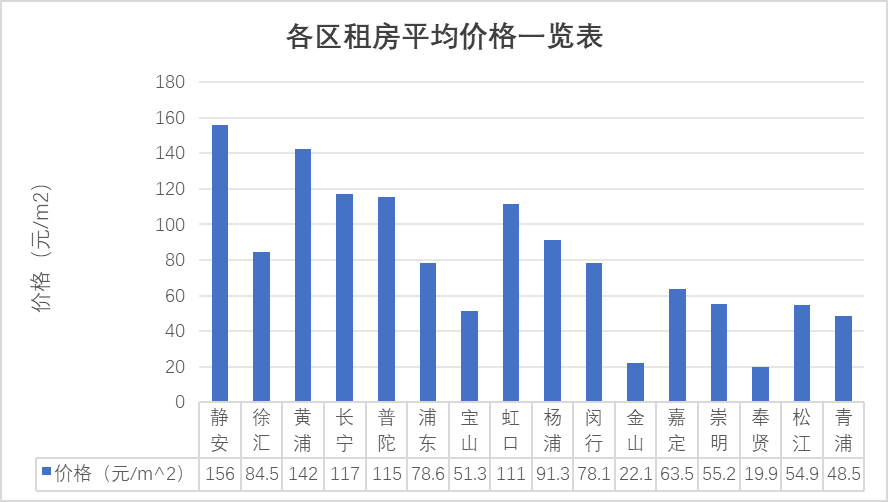 各区租房平均价格一览表
价格（元/m2）
180
160
140
120
100
80
60
40
20
0
静安 徐汇 黄浦 长宁 普陀 浦东 宝山 虹口 杨浦 闵行 金山 嘉定 崇明 奉贤 松江 青浦
价格（元/m^2） 156 84.5 142 117 115 78.6 51.3 111 91.3 78.1 22.1 63.5 55.2 19.9 54.9 48.5